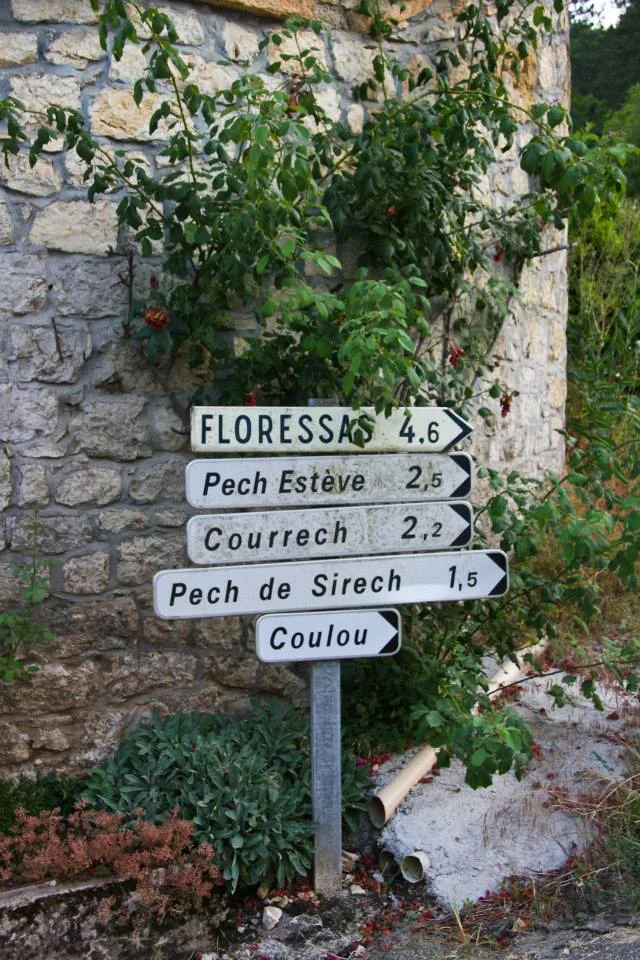 FLORESSAS 4,6
Pech Estève 2,5
Courrech 2,2
Pech de Sirech 1,5
Coulou